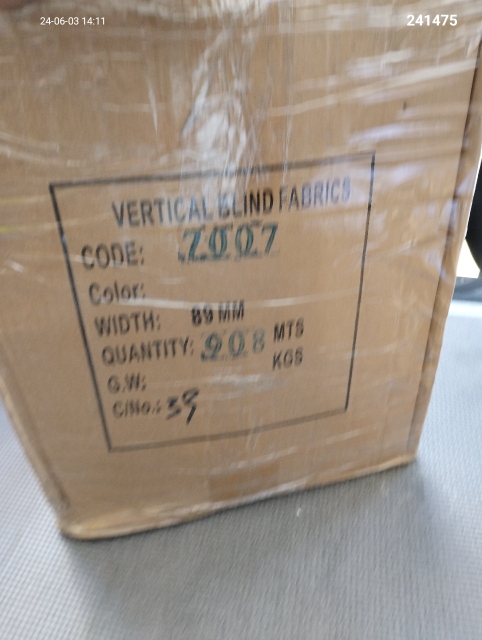 24-06-03 14:11
241475
VERTICAL BLIND FABRICS
CODE: 7007
Color:
WIDTH: 89 MM
QUANTITY: 908 MTS
KGS
G.W:
C/No.: 39